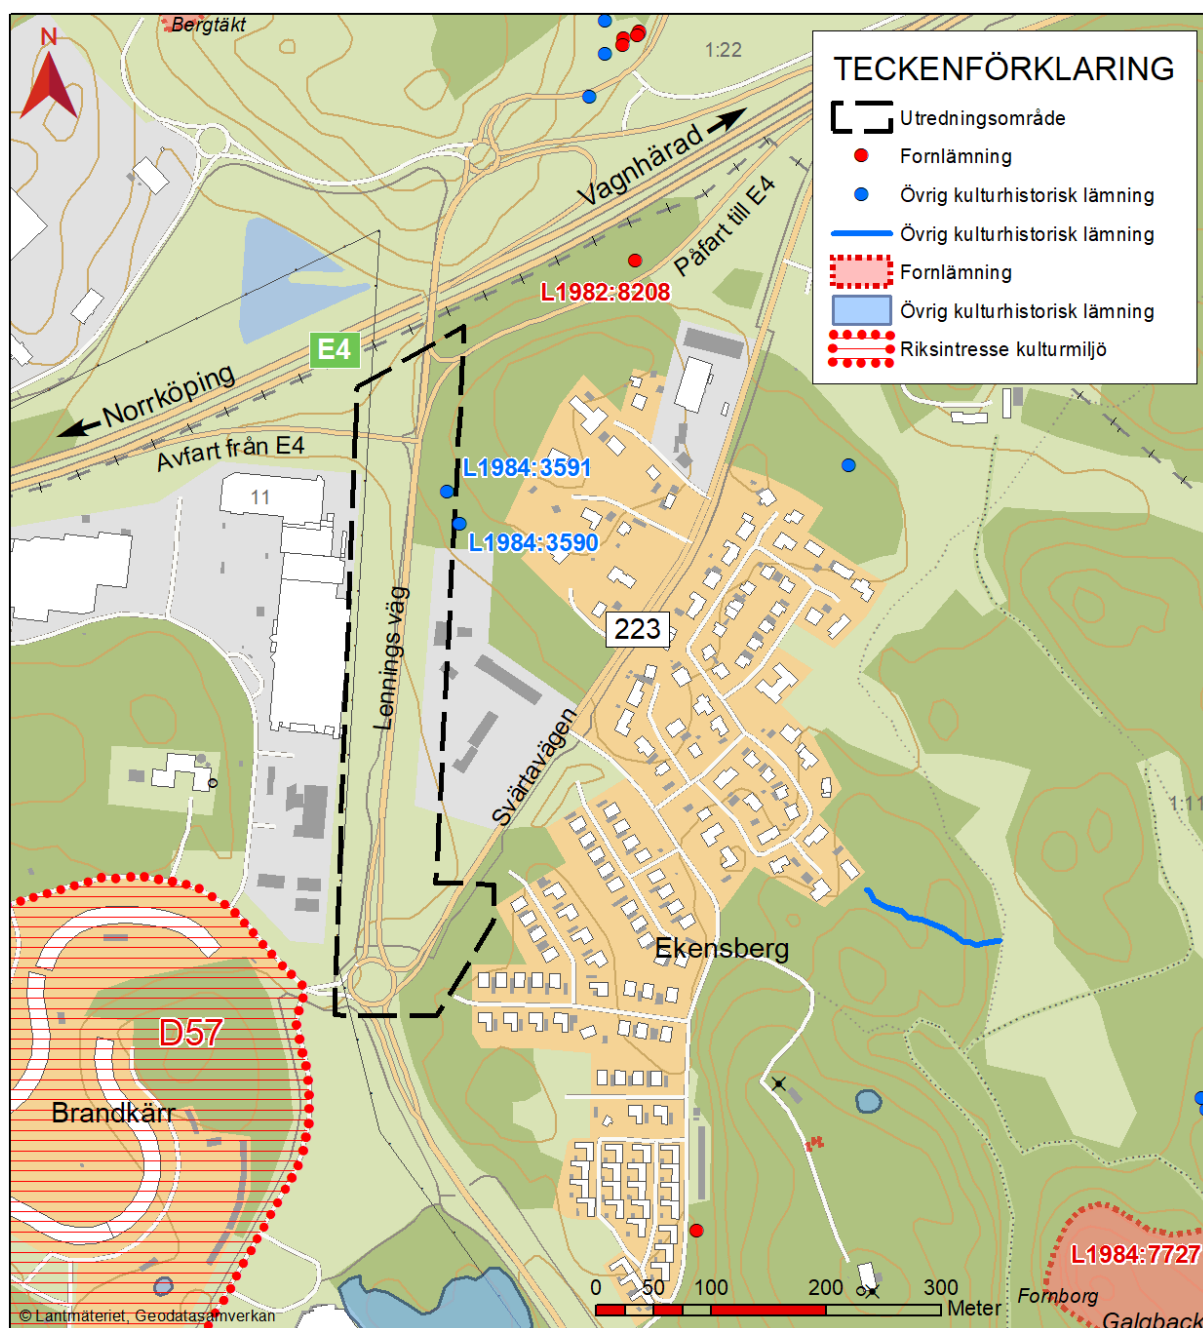 Bergtäkt
N
1:22
TECKENFÖRKLARING
Utredningsområde
Fornlämning
Övrig kulturhistorisk lämning
Övrig kulturhistorisk lämning
Fornlämning
Övrig kulturhistorisk lämning
Riksintresse kulturmiljö
Vagnhärad
Påfart till E4
L1982:8208
E4
Norrköping
Avfart från E4
L1984:3591
11
L1984:3590
223
Lennings väg
Svärtavägen
1:11
Ekensberg
D57
Brandkärr
L1984:7727
0 50 100 200 300
Meter
Fornborg
© Lantmäteriet, Geodatasamverkan
Galgback